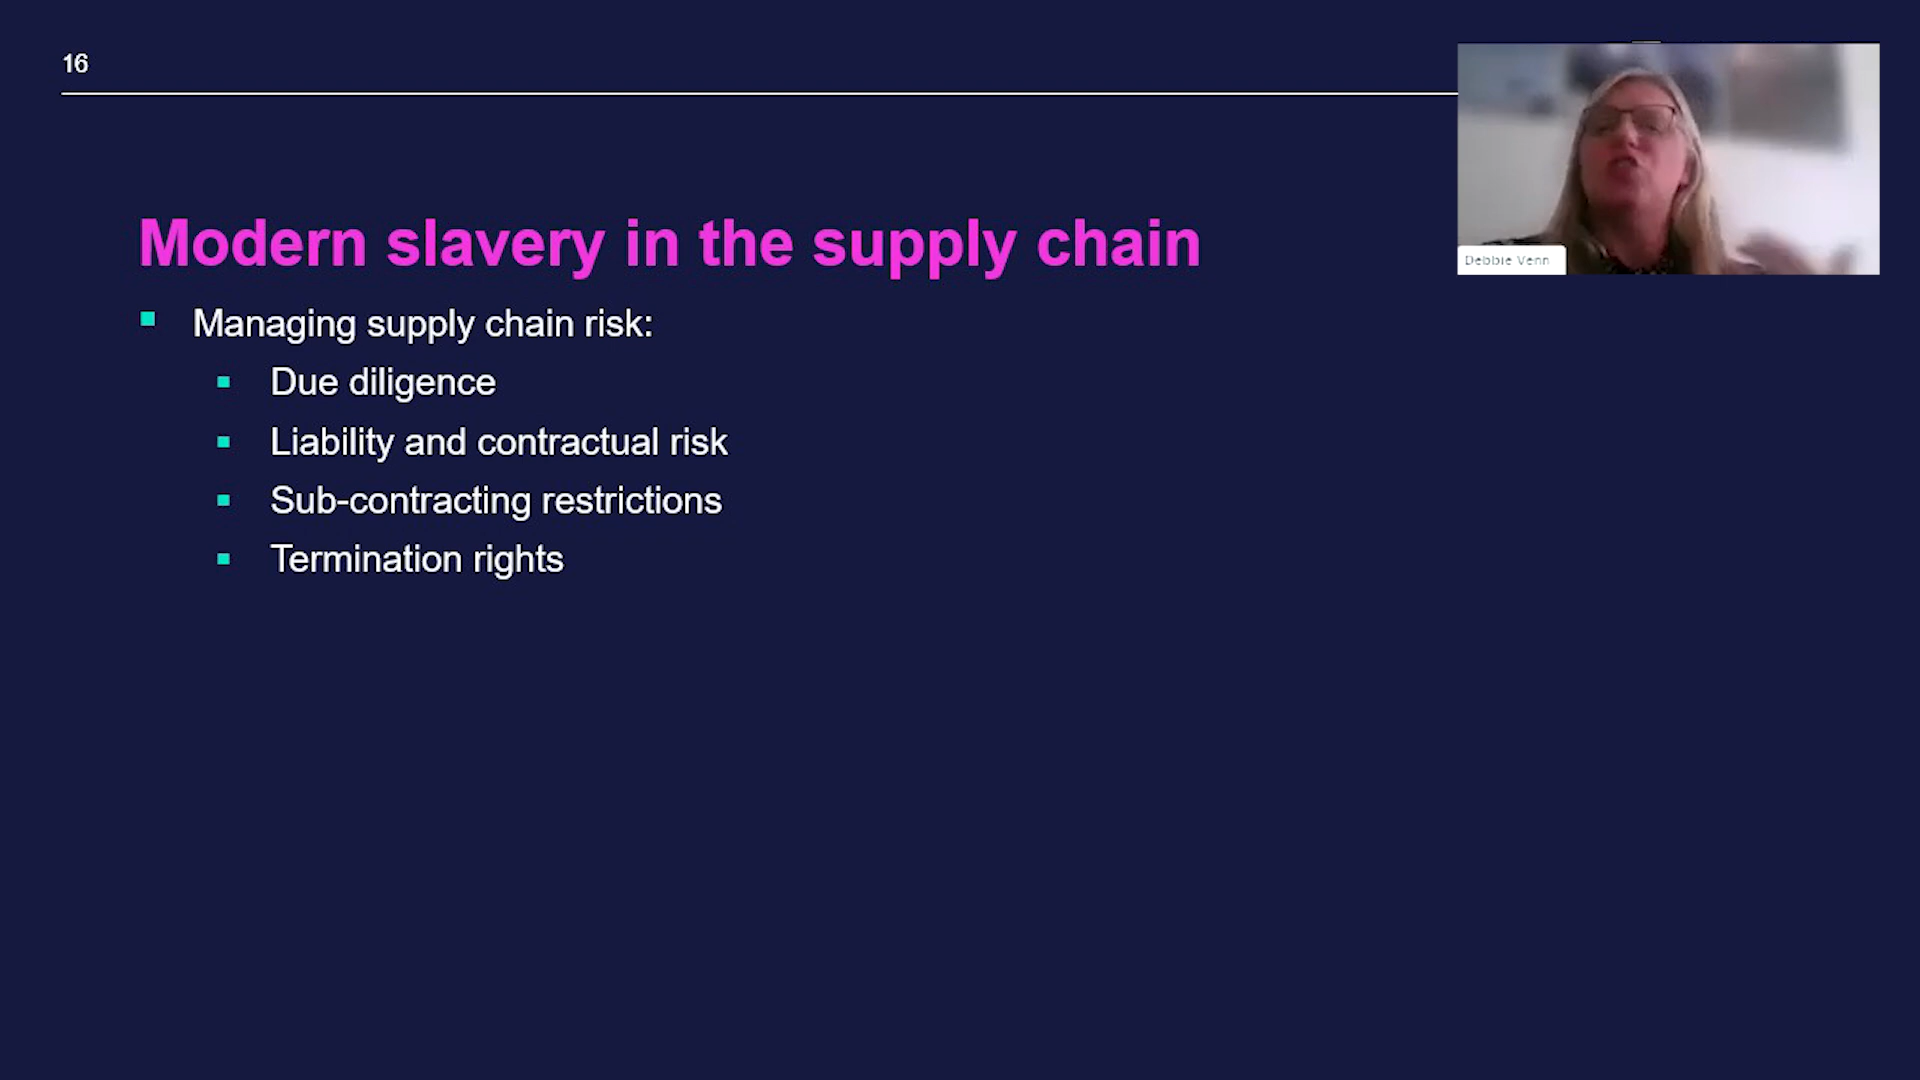 16
Modern slavery in the supply chain
Managing supply chain risk:
Due diligence
Liability and contractual risk
Sub-contracting restrictions
Termination rights
Debbie Venn